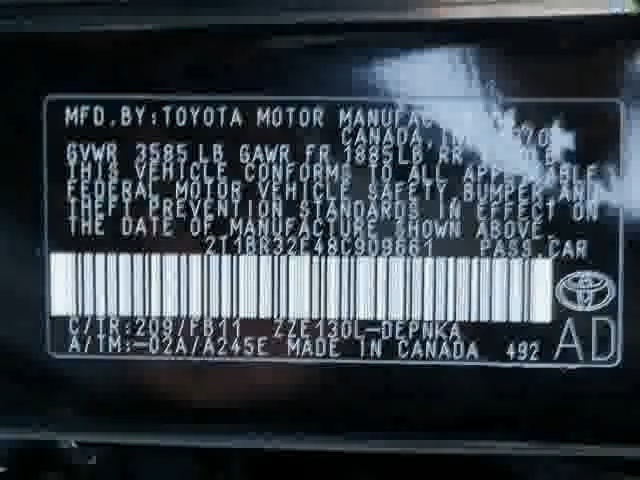 MFD. BY: TOYOTA MOTOR
CANADA,
GVWR 3585 LB GAWR FR 1885LB RR
THIS VEHICLE CONFORMS TO ALL
FEDERAL MOTOR VEHICLE SAFETY BUMPER AND
THEFT PREVENTION STANDARDS IN EFFECT ON
THE DATE OF MANUFACTURE SHOWN ABOVE.
2T1BR32E48C909661 PASS.CAR
C/TR:209/FB11 ZZE130L-DEPNKA
A/TM:-02A/A245E MADE IN CANADA 492 AD